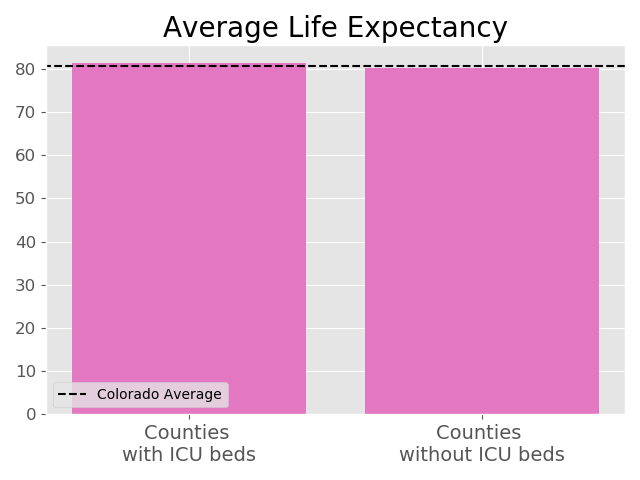 Average Life Expectancy
80
70
60
50
40
30
20
10
0
Colorado Average
Counties
with ICU beds
Counties
without ICU beds